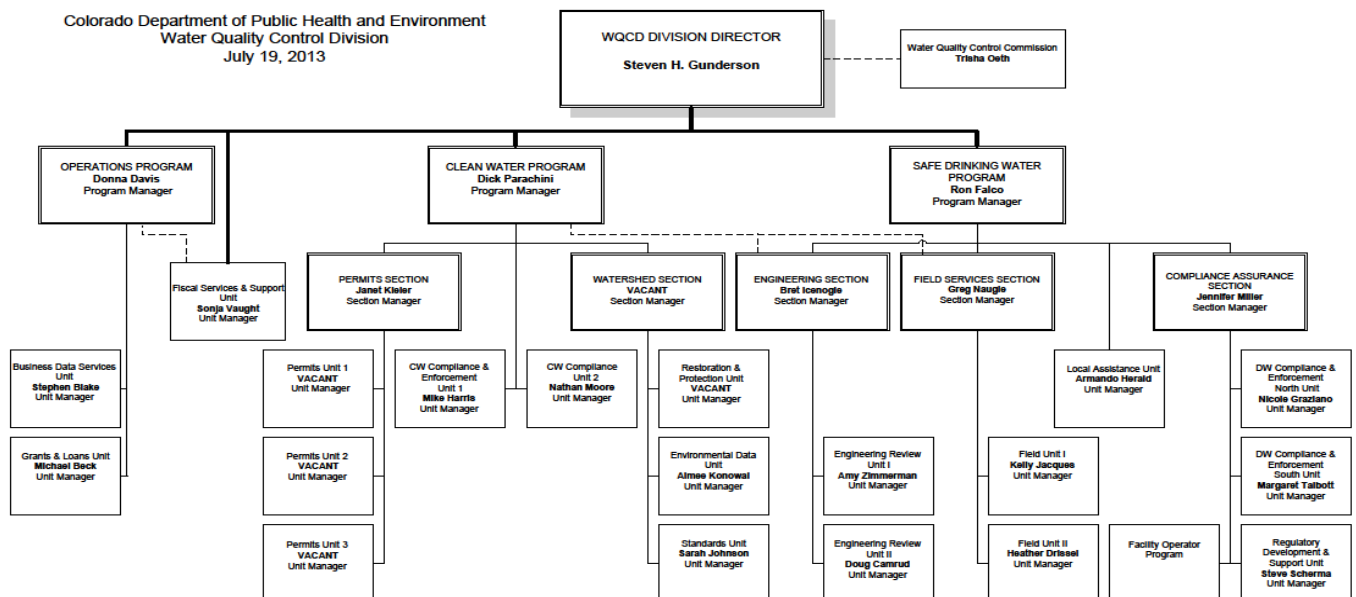 Colorado Department of Public Health and Environment
Water Quality Control Division
July 19, 2013
WQCD DIVISION DIRECTOR
Steven H. Gunderson
Water Quality Control Commission
Trisha Oeth
OPERATIONS PROGRAM
Donna Davis
Program Manager
CLEAN WATER PROGRAM
Dick Parachini
Program Manager
SAFE DRINKING WATER
PROGRAM
Ron Falco
Program Manager
Fiscal Services & Support
Unit
Sonja Vaught
Unit Manager
PERMITS SECTION
Janet Kieler
Section Manager
WATERSHED SECTION
VACANT
Section Manager
ENGINEERING SECTION
Bret Icenogle
Section Manager
FIELD SERVICES SECTION
Greg Naugle
Section Manager
COMPLIANCE ASSURANCE
SECTION
Jennifer Miller
Section Manager
Business Data Services
Unit
Stephen Blake
Unit Manager
Permits Unit 1
VACANT
Unit Manager
CW Compliance &
Enforcement
Unit 1
Mike Harris
Unit Manager
CW Compliance
Unit 2
Nathan Moore
Unit Manager
Restoration &
Protection Unit
VACANT
Unit Manager
Local Assistance Unit
Armando Herald
Unit Manager
DW Compliance &
Enforcement
North Unit
Nicole Graziano
Unit Manager
Grants & Loans Unit
Michael Beck
Unit Manager
Permits Unit 2
VACANT
Unit Manager
Environmental Data
Unit
Aimee Konowal
Unit Manager
Engineering Review
Unit I
Amy Zimmerman
Unit Manager
Field Unit I
Kelly Jacques
Unit Manager
DW Compliance &
Enforcement
South Unit
Margaret Talbott
Unit Manager
Permits Unit 3
VACANT
Unit Manager
Standards Unit
Sarah Johnson
Unit Manager
Engineering Review
Unit II
Doug Camrud
Unit Manager
Field Unit II
Heather Drissel
Unit Manager
Facility Operator
Program
Regulatory
Development &
Support Unit
Steve Scherma
Unit Manager